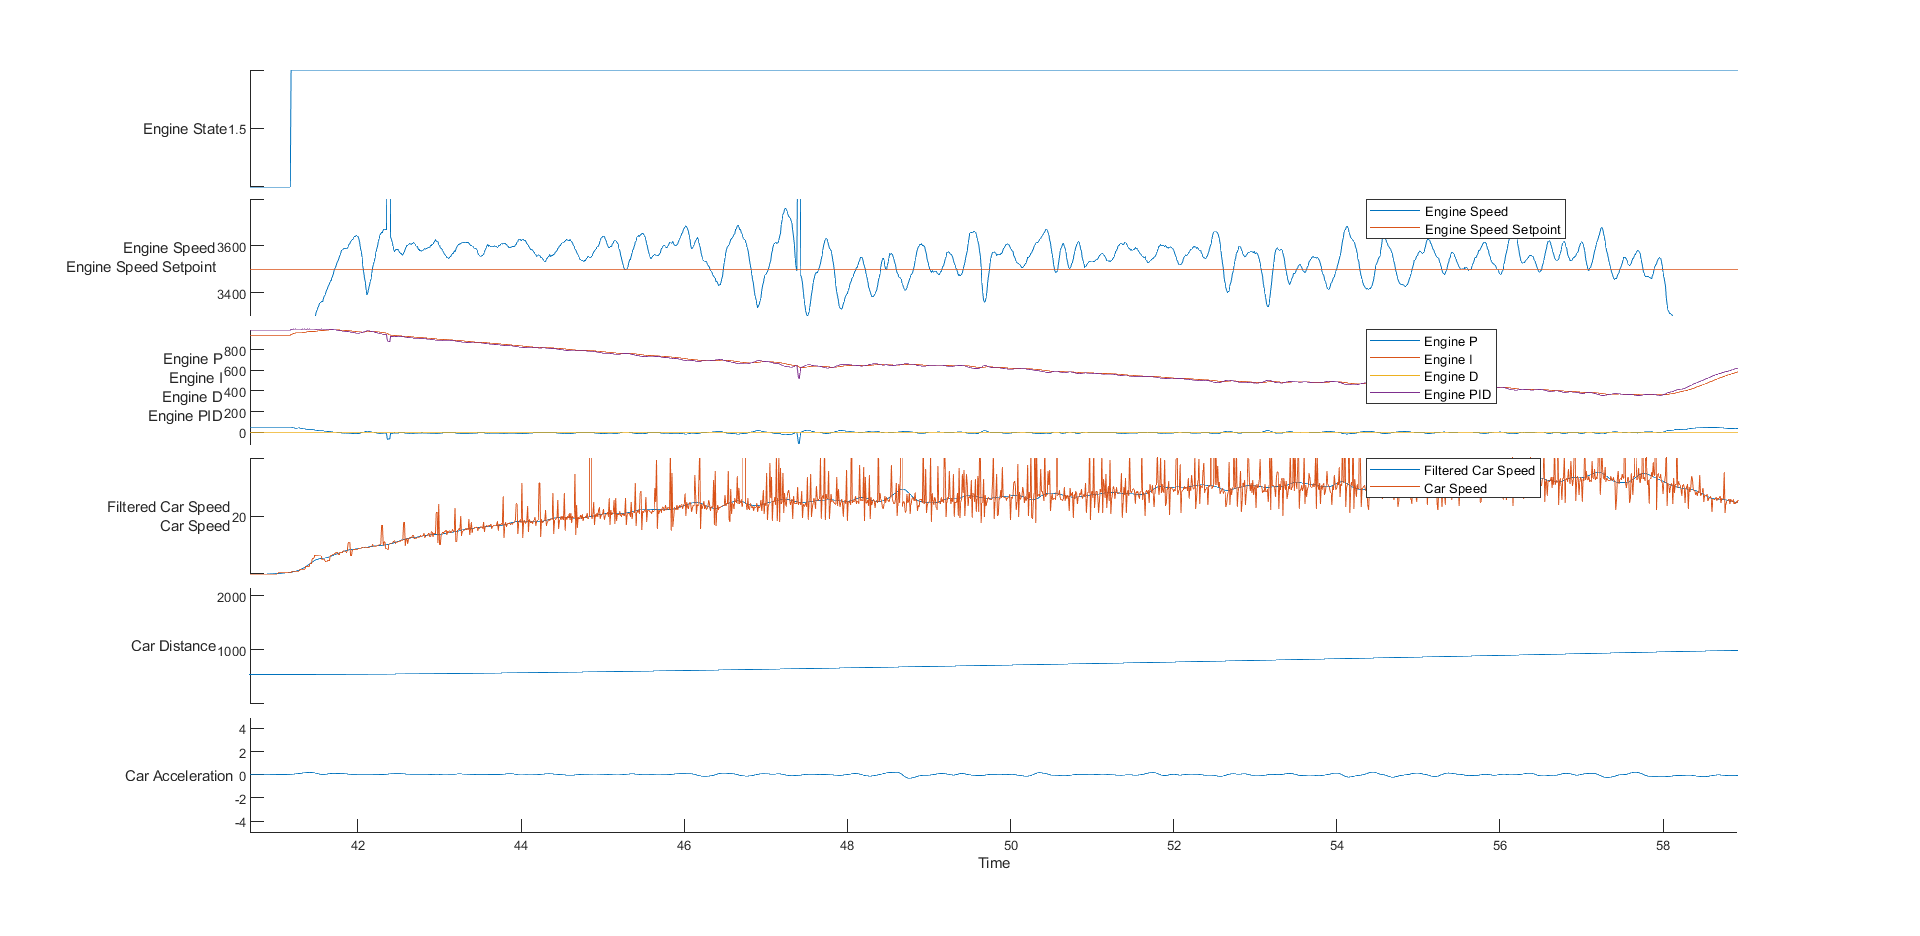 Engine State
1.5
Engine Speed
Engine Speed Setpoint
3600
3400
Engine Speed
Engine Speed Setpoint
Engine P
Engine I
Engine D
Engine PID
800
600
400
200
0
Engine P
Engine I
Engine D
Engine PID
Filtered Car Speed
Car Speed
20
Filtered Car Speed
Car Speed
Car Distance
2000
1000
Car Acceleration
4
2
0
-2
-4
42 44 46 48 50 52 54 56 58
Time